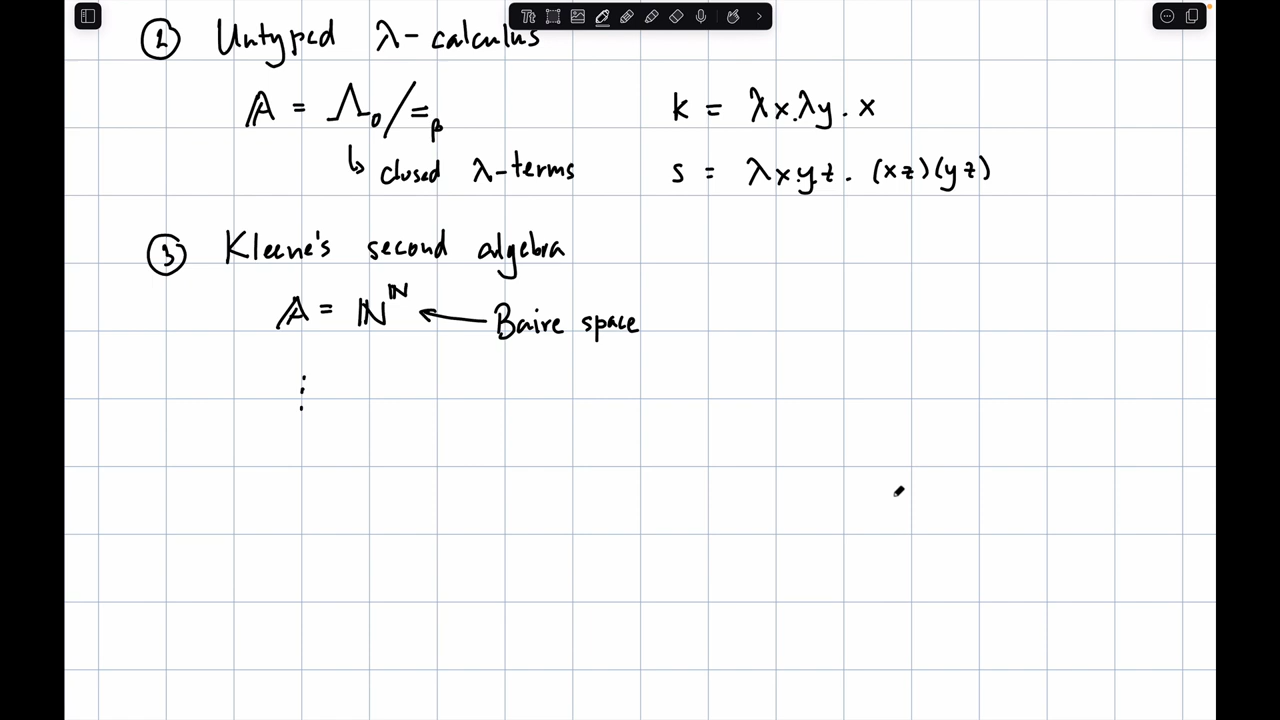 ② Untyped λ-calculus
𝔸 = Λ₀/=ᵦ k = λx.λy.x
↳ closed λ-terms s = λxyz.(xz)(yz)
③ Kleene's second algebra
𝔸 = ℕ^ℕ ← Baire space
⋮